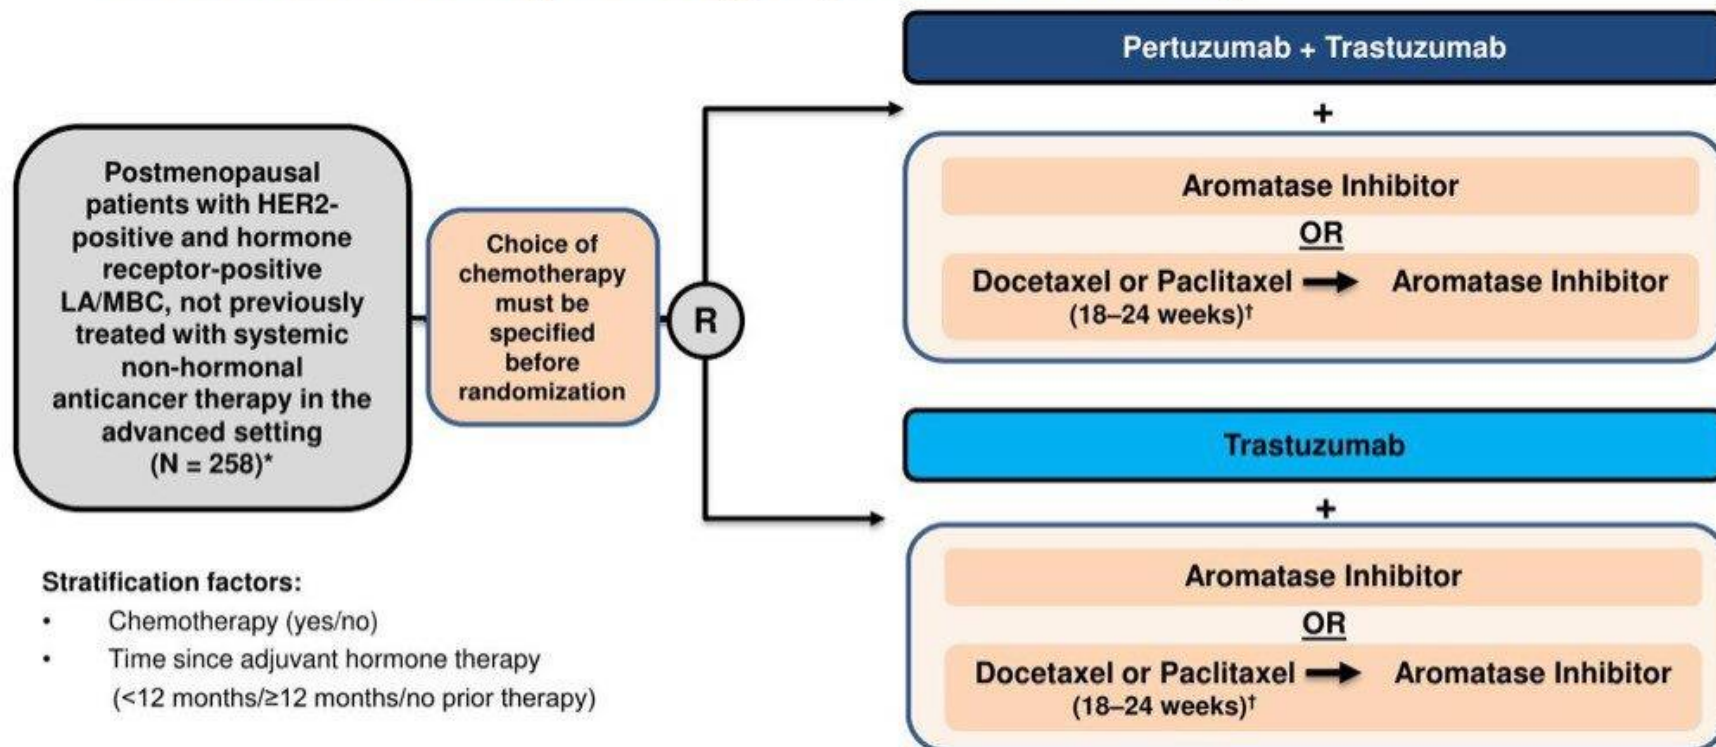 Postmenopausal
patients with HER2-
positive and hormone
receptor-positive
LA/MBC, not previously
treated with systemic
non-hormonal
anticancer therapy in the
advanced setting
(N = 258)*
Choice of
chemotherapy
must be
specified
before
randomization
R
Pertuzumab + Trastuzumab
+
Aromatase Inhibitor
OR
Docetaxel or Paclitaxel → Aromatase Inhibitor
(18–24 weeks)†
Trastuzumab
+
Aromatase Inhibitor
OR
Docetaxel or Paclitaxel → Aromatase Inhibitor
(18–24 weeks)†
Stratification factors:
• Chemotherapy (yes/no)
• Time since adjuvant hormone therapy
(<12 months/≥12 months/no prior therapy)